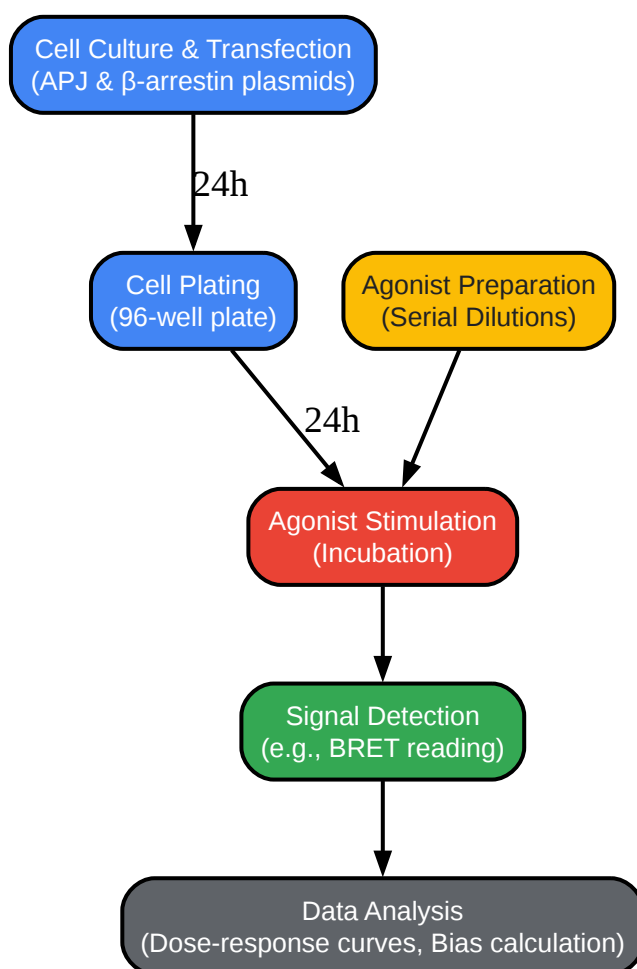 Cell Culture & Transfection
(APJ & β-arrestin plasmids)
24h
Cell Plating
(96-well plate)
Agonist Preparation
(Serial Dilutions)
24h
Agonist Stimulation
(Incubation)
Signal Detection
(e.g., BRET reading)
Data Analysis
(Dose-response curves, Bias calculation)